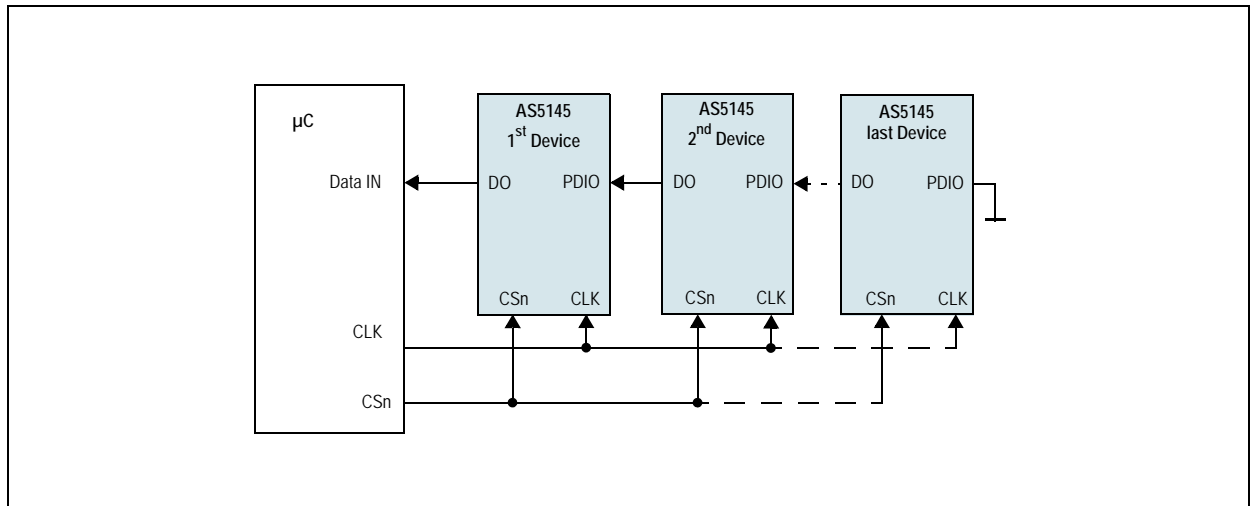 µC
Data IN
CLK
CSn
AS5145
1st Device
DO PDIO
CSn CLK
AS5145
2nd Device
DO PDIO
CSn CLK
AS5145
last Device
DO PDIO
CSn CLK